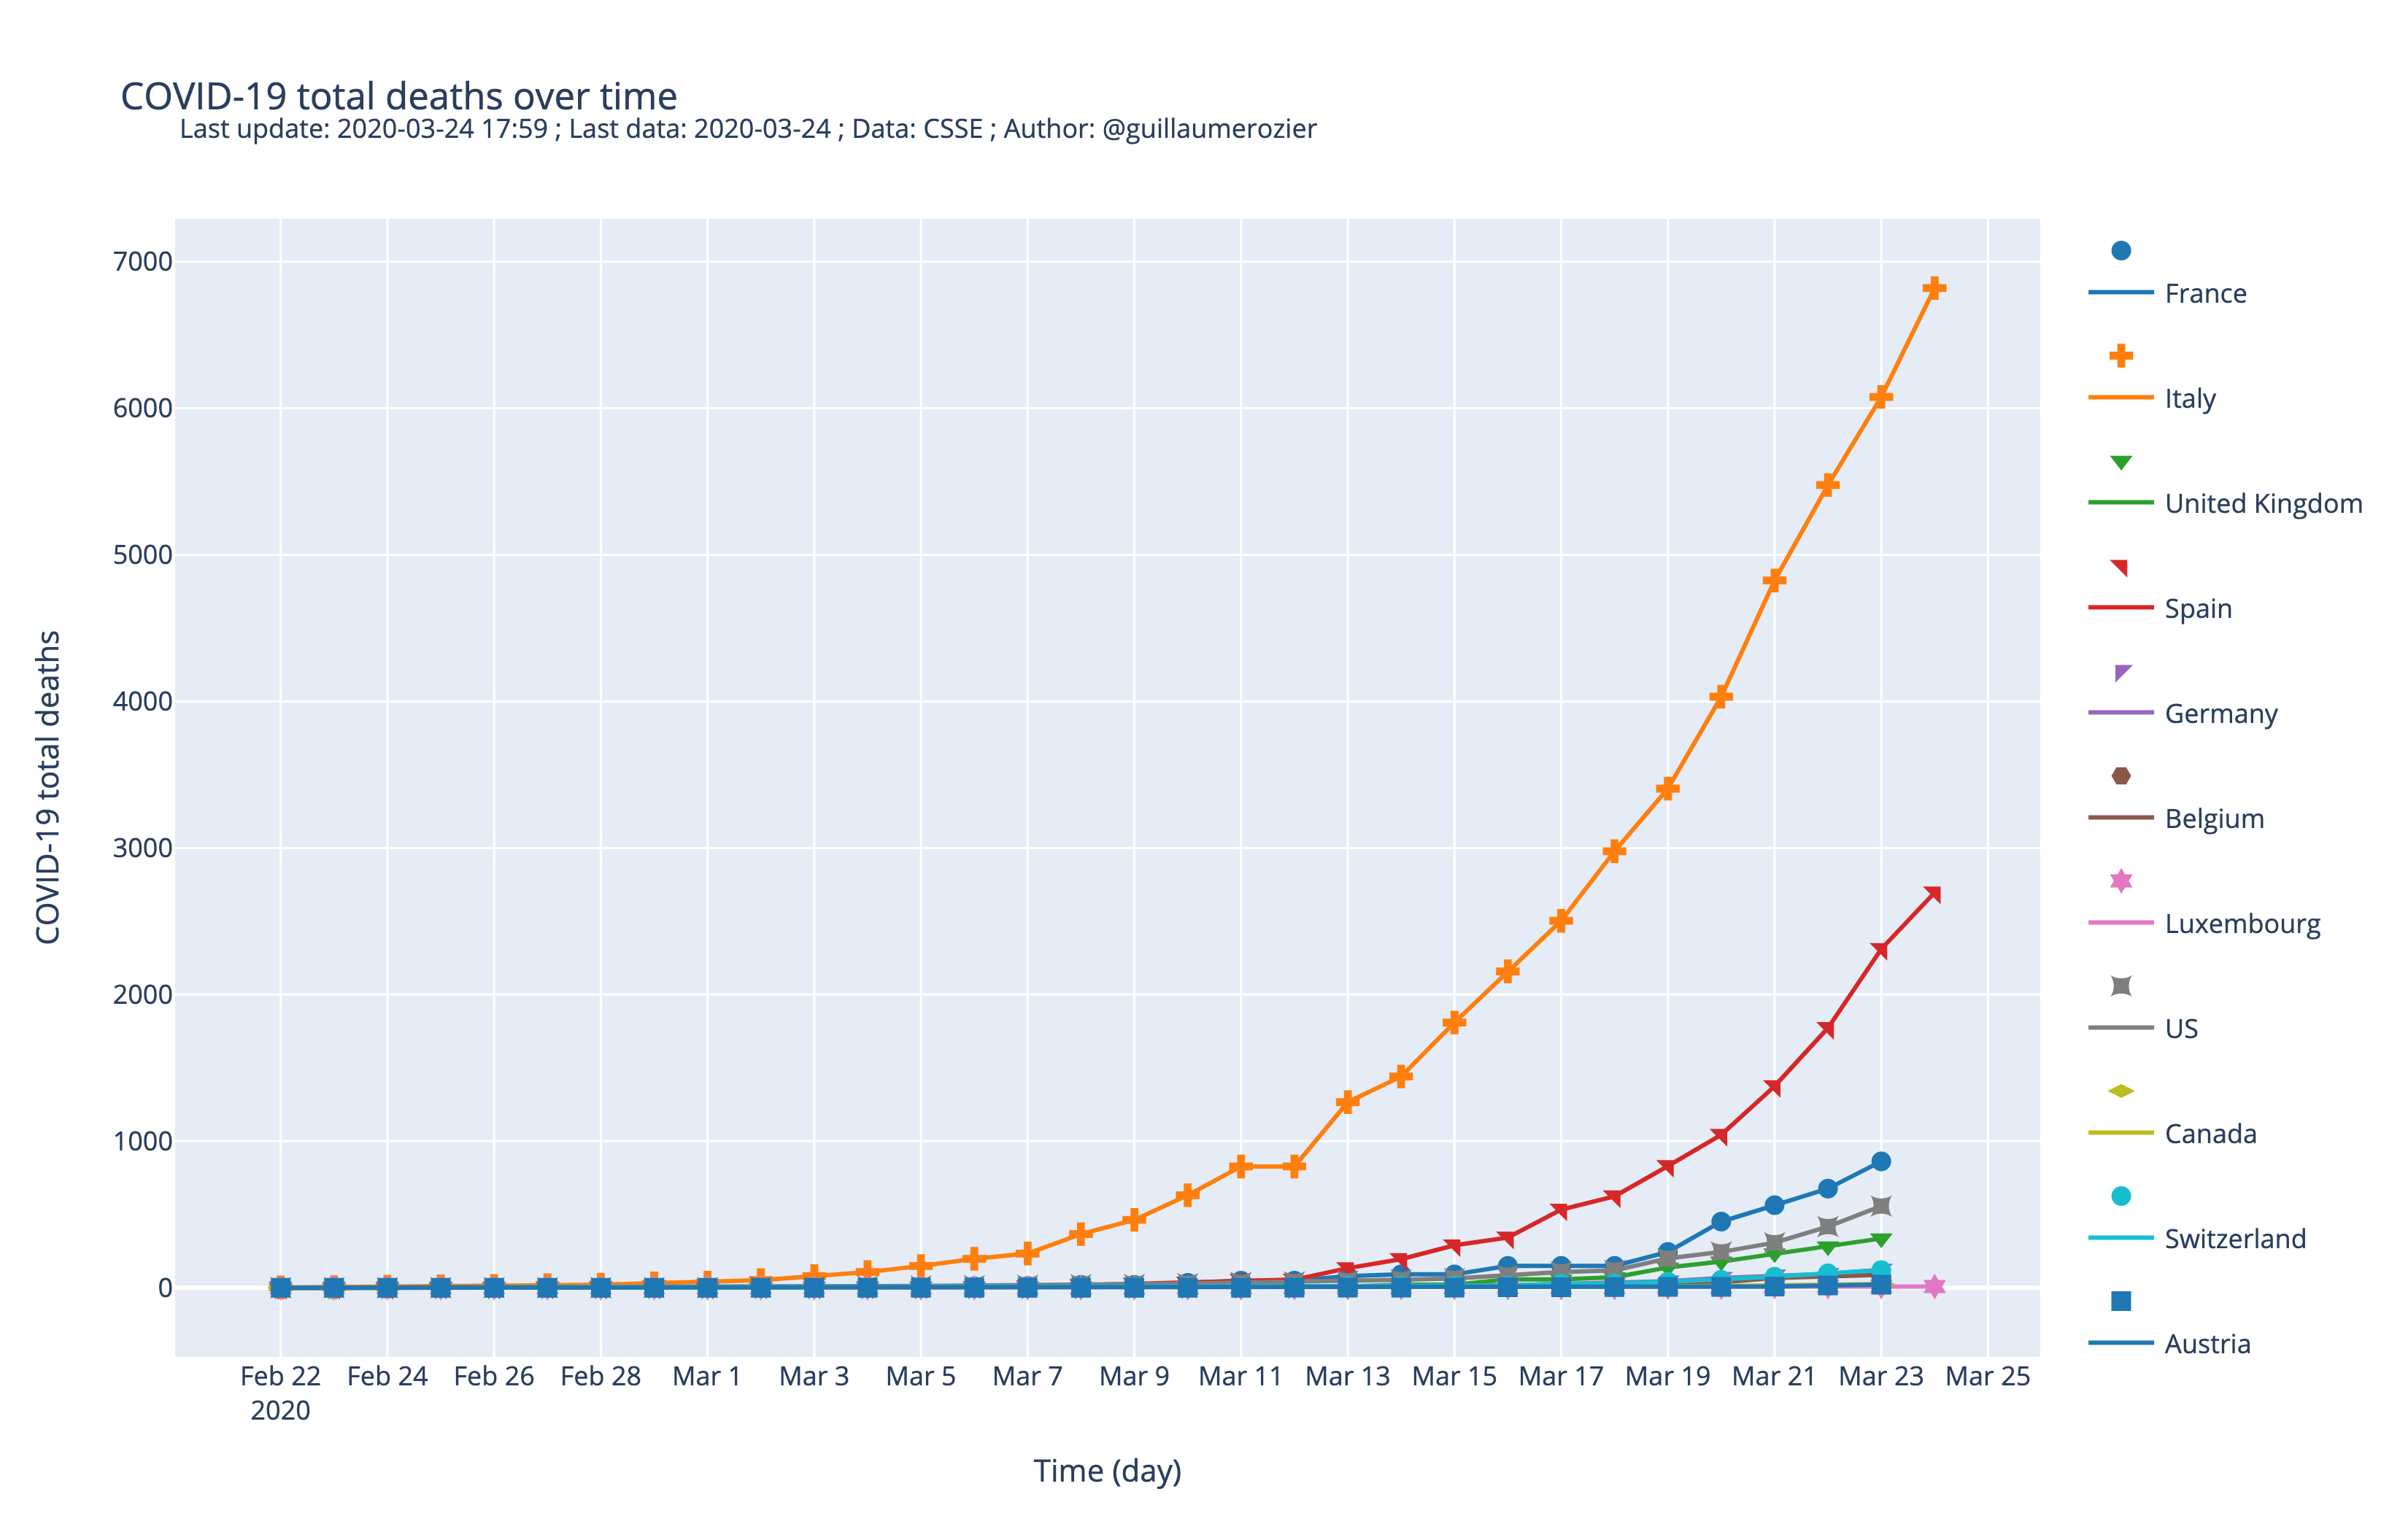 COVID-19 total deaths over time
Last update: 2020-03-24 17:59 ; Last data: 2020-03-24 ; Data: CSSE ; Author: @guillaumerozier
COVID-19 total deaths
7000
6000
5000
4000
3000
2000
1000
0
Feb 22 Feb 24 Feb 26 Feb 28 Mar 1 Mar 3 Mar 5 Mar 7 Mar 9 Mar 11 Mar 13 Mar 15 Mar 17 Mar 19 Mar 21 Mar 23 Mar 25
2020
Time (day)
France
Italy
United Kingdom
Spain
Germany
Belgium
Luxembourg
US
Canada
Switzerland
Austria